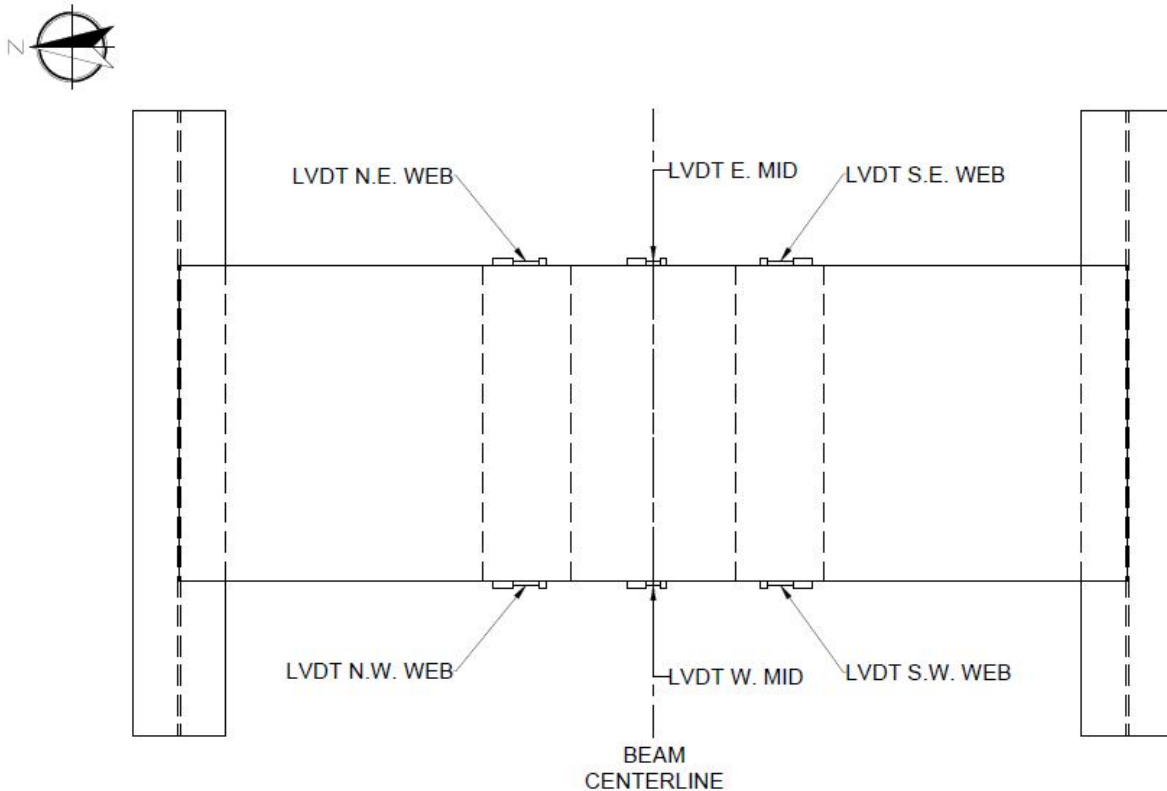 N
LVDT N.E. WEB
LVDT E. MID
LVDT S.E. WEB
LVDT N.W. WEB
LVDT W. MID
LVDT S.W. WEB
BEAM
CENTERLINE